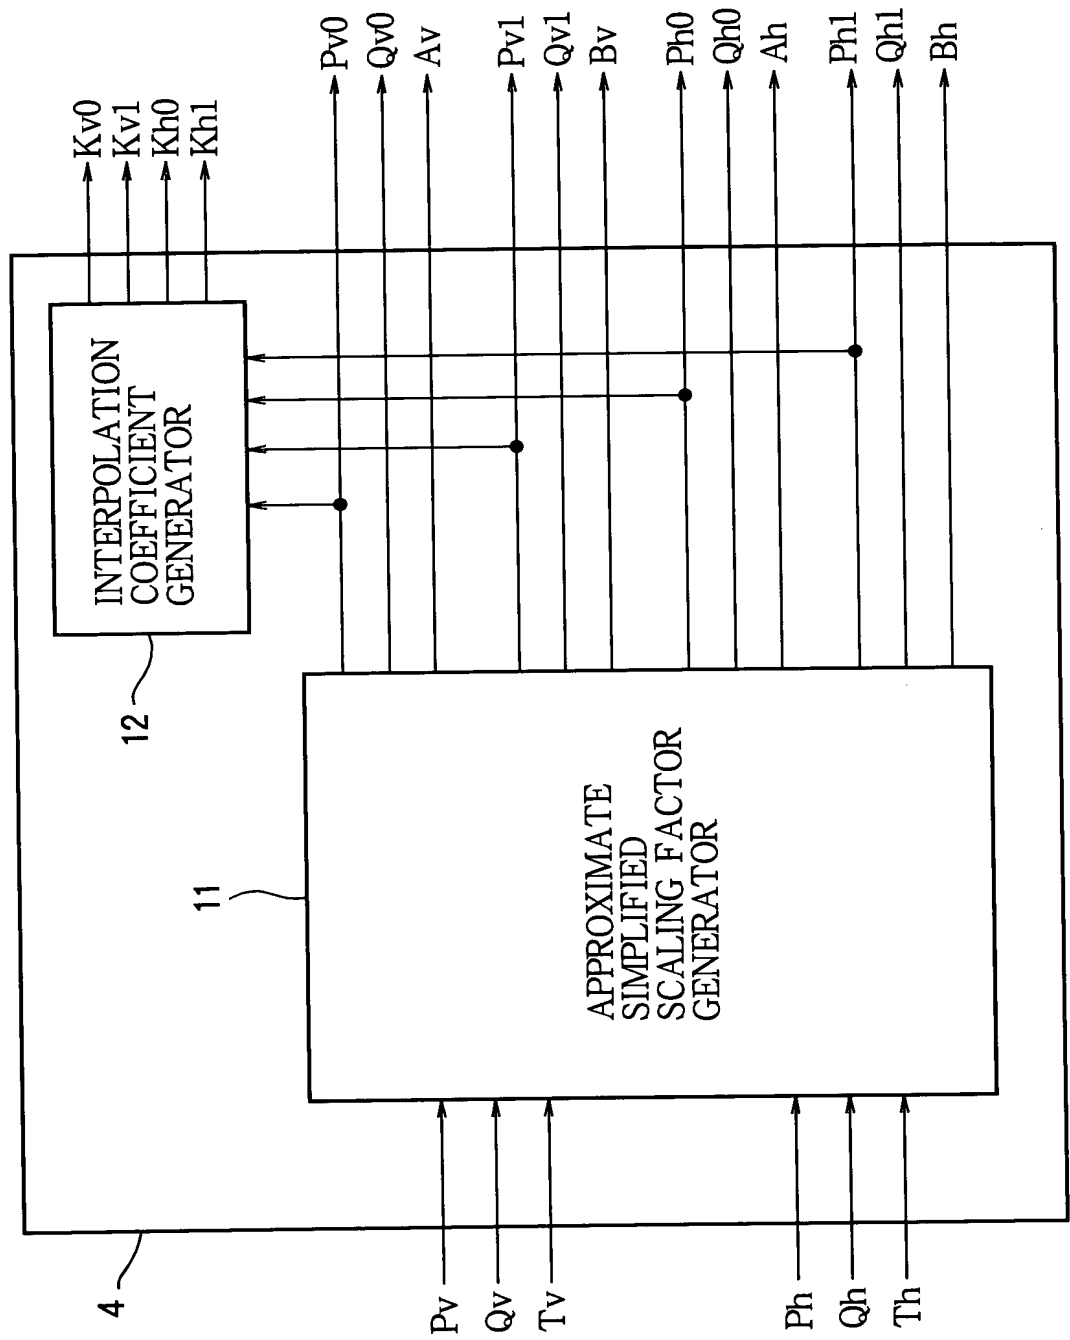 4
Pv
Qv
Tv
Ph
Qh
Th
11
APPROXIMATE
SIMPLIFIED
SCALING FACTOR
GENERATOR
12
INTERPOLATION
COEFFICIENT
GENERATOR
Kv0
Kv1
Kh0
Kh1
Pv0
Qv0
Av
Pv1
Qv1
Bv
Ph0
Qh0
Ah
Ph1
Qh1
Bh